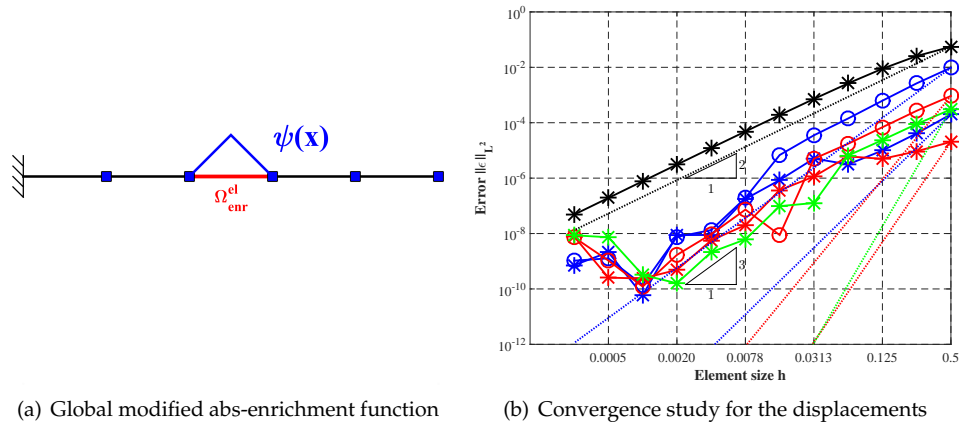 ψ(x)
Ω_enr^el
(a) Global modified abs-enrichment function
10^0
10^-2
10^-4
10^-6
10^-8
10^-10
10^-12
Error ||ϵ||_L²
2
1
3
1
0.0005 0.0020 0.0078 0.0313 0.125 0.5
Element size h
(b) Convergence study for the displacements